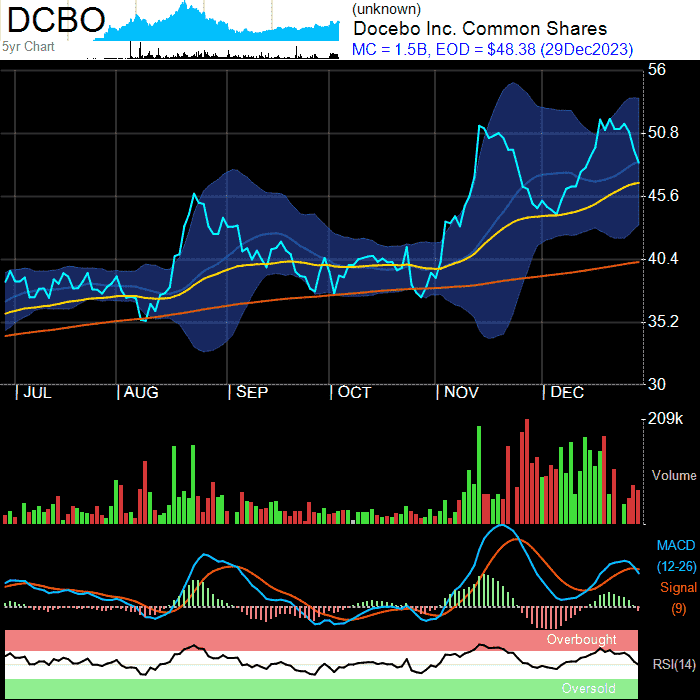 DCBO
5yr Chart
(unknown)
Docebo Inc. Common Shares
MC = 1.5B, EOD = $48.38 (29Dec2023)
56
50.8
45.6
40.4
35.2
30
| JUL | AUG | SEP | OCT | NOV | DEC
209k
Volume
MACD
(12-26)
Signal
(9)
Overbought
RSI(14)
Oversold